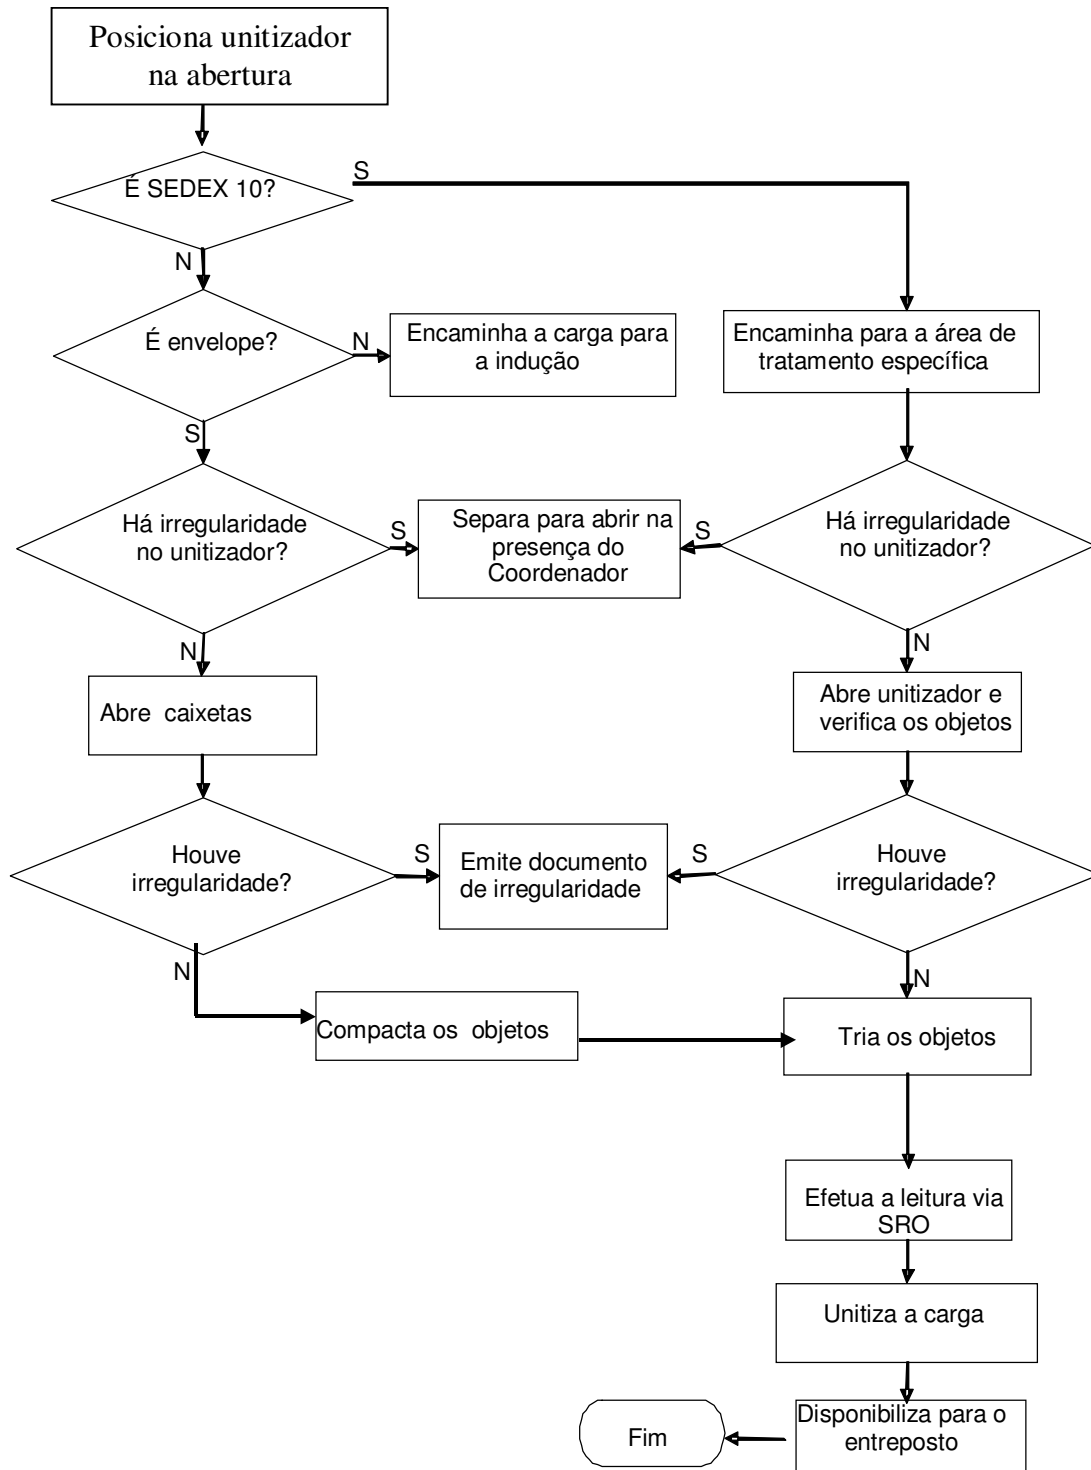 Posiciona unitizador
na abertura
É SEDEX 10?
S
N
É envelope?
N
Encaminha a carga para
a indução
Encaminha para a área de
tratamento específica
S
Há irregularidade
no unitizador?
S
Separa para abrir na
presença do
Coordenador
S
Há irregularidade
no unitizador?
N
N
Abre caixetas
Abre unitizador e
verifica os objetos
Houve
irregularidade?
S
Emite documento
de irregularidade
S
Houve
irregularidade?
N
N
Compacta os objetos
Tria os objetos
Efetua a leitura via
SRO
Unitiza a carga
Disponibiliza para o
entreposto
Fim